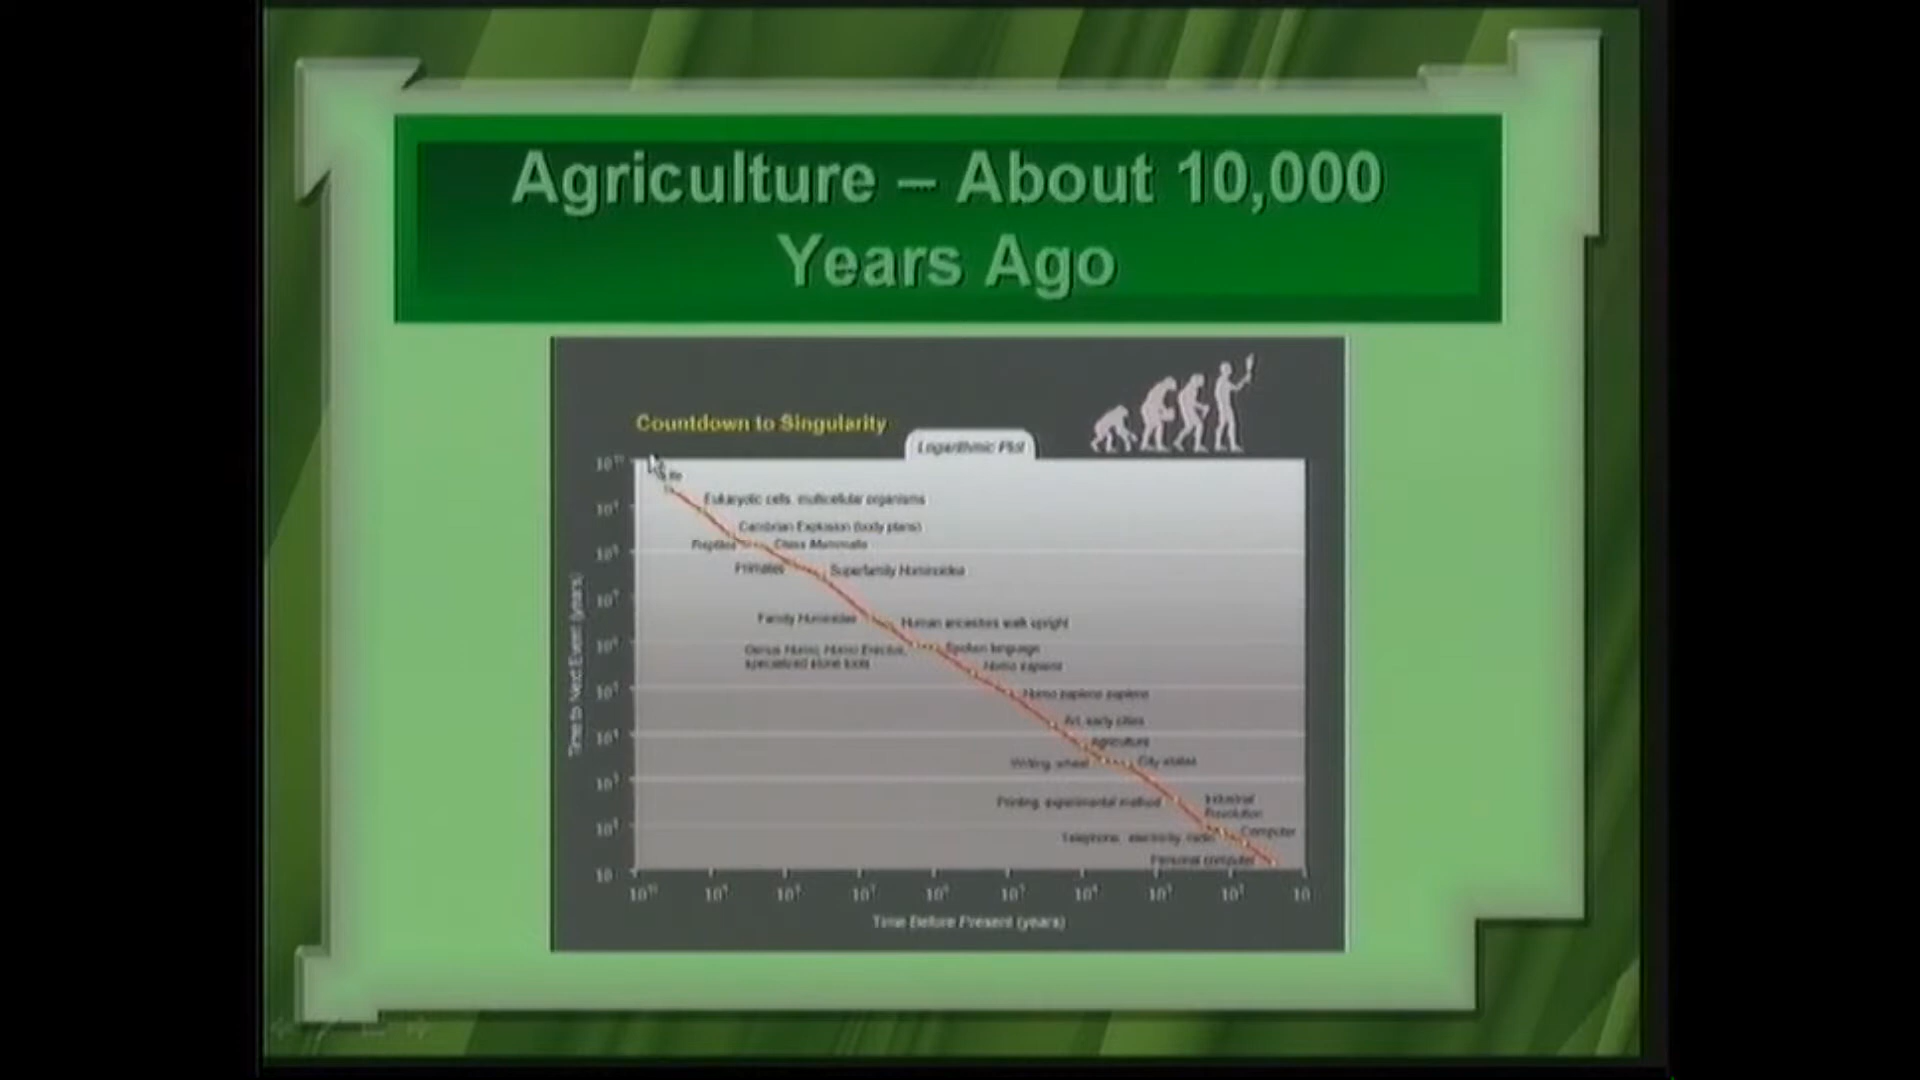 Agriculture – About 10,000
Years Ago
Countdown to Singularity
Logarithmic Plot
Life
Eukaryotic cells, multicellular organisms
Cambrian Explosion (body plans)
Reptiles
Class Mammalia
Primates
Superfamily Hominoidea
Family Hominidae
Human ancestors walk upright
Genus Homo, Homo Erectus,
specialized stone tools
Spoken language
Homo sapiens
Homo sapiens sapiens
Art, early cities
Agriculture
Writing, wheel
City-states
Printing, experimental method
Industrial
Revolution
Telephone, electricity, radio
Computer
Personal computer
Time to Next Event (years)
10
10
Time Before Present (years)